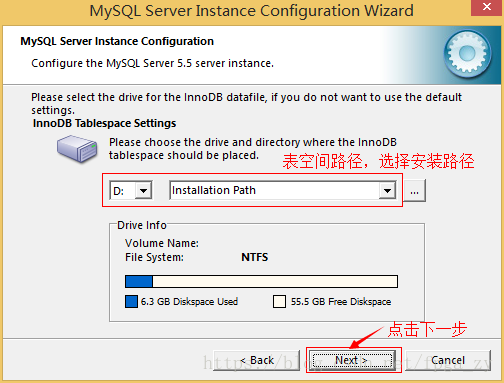 MySQL Server Instance Configuration Wizard
MySQL Server Instance Configuration
Configure the MySQL Server 5.5 server instance.
Please select the drive for the InnoDB datafile, if you do not want to use the default
settings.
InnoDB Tablespace Settings
Please choose the drive and directory where the InnoDB
tablespace should be placed.
表空间路径，选择安装路径
D:
Installation Path
...
Drive Info
Volume Name:
File System: NTFS
6.3 GB Diskspace Used
55.5 GB Free Diskspace
点击下一步
< Back
Next >
Cancel